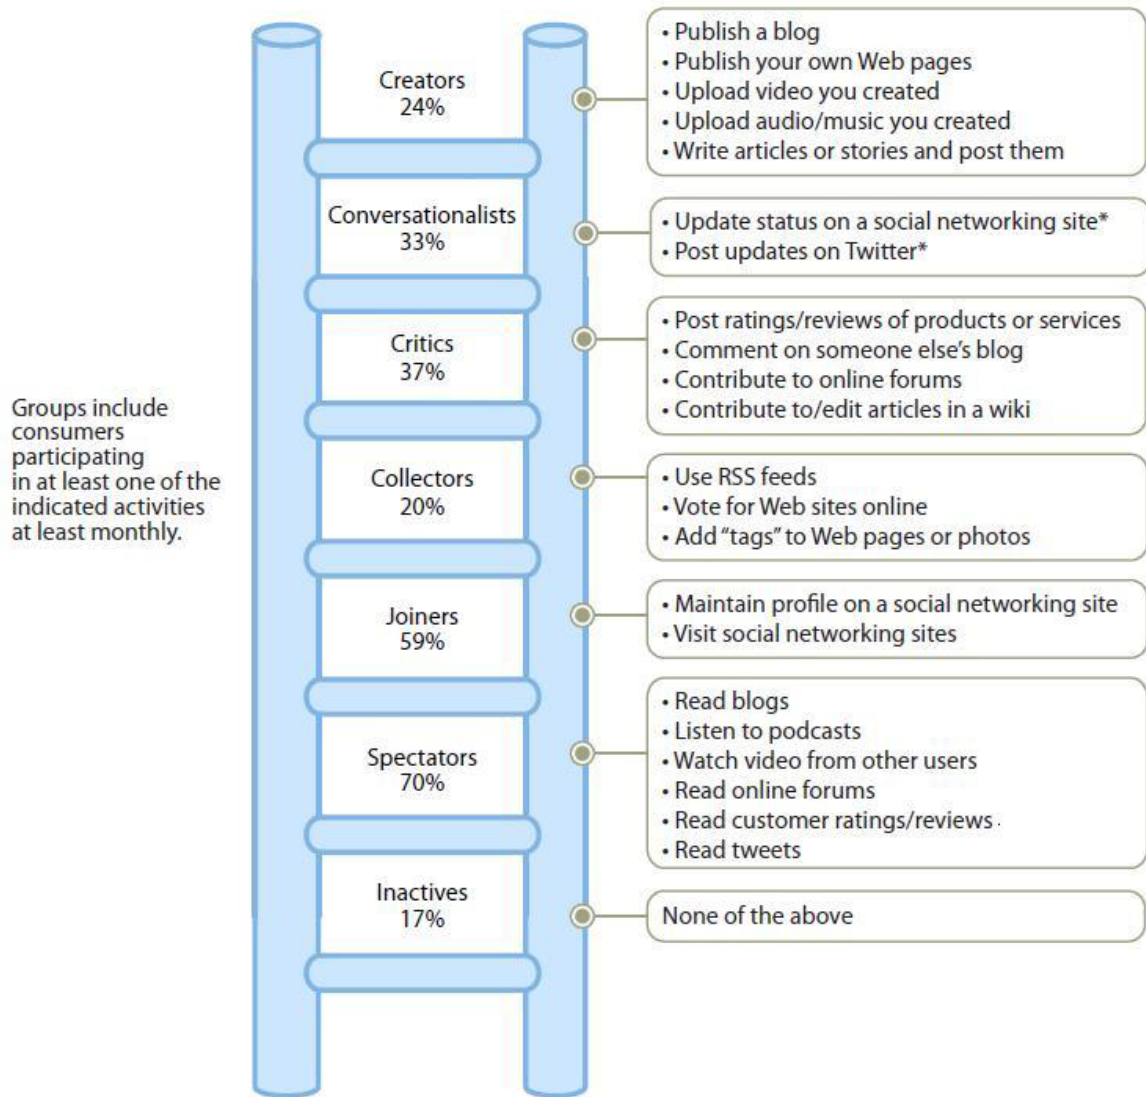 Creators
24%
• Publish a blog
• Publish your own Web pages
• Upload video you created
• Upload audio/music you created
• Write articles or stories and post them
Conversationalists
33%
• Update status on a social networking site*
• Post updates on Twitter*
Critics
37%
• Post ratings/reviews of products or services
• Comment on someone else’s blog
• Contribute to online forums
• Contribute to/edit articles in a wiki
Groups include
consumers
participating
in at least one of the
indicated activities
at least monthly.
Collectors
20%
• Use RSS feeds
• Vote for Web sites online
• Add “tags” to Web pages or photos
Joiners
59%
• Maintain profile on a social networking site
• Visit social networking sites
Spectators
70%
• Read blogs
• Listen to podcasts
• Watch video from other users
• Read online forums
• Read customer ratings/reviews
• Read tweets
Inactives
17%
None of the above